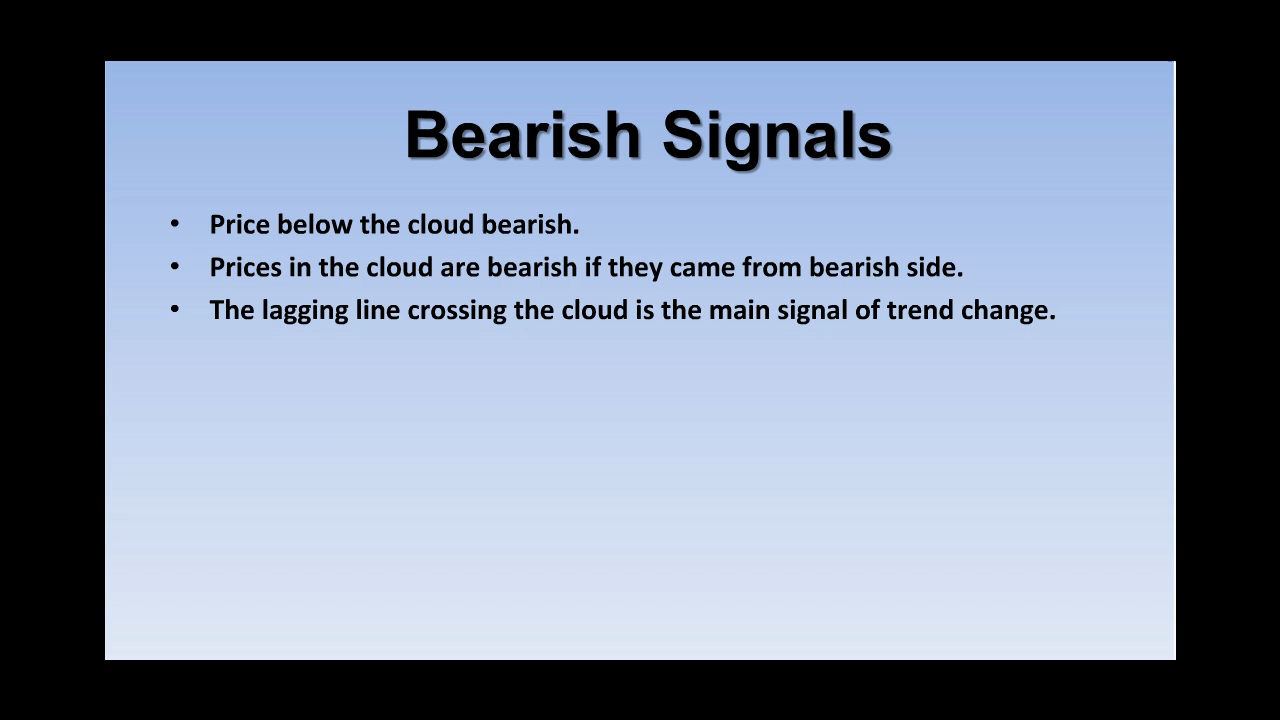 Bearish Signals
• Price below the cloud bearish.
• Prices in the cloud are bearish if they came from bearish side.
• The lagging line crossing the cloud is the main signal of trend change.